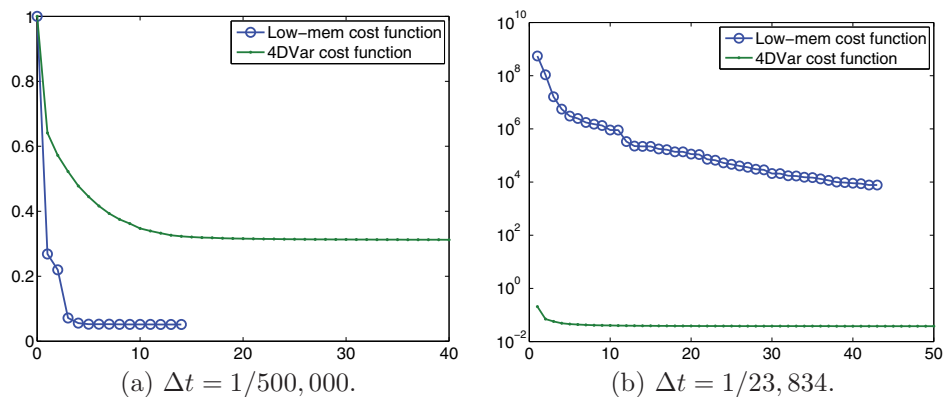 1
0.8
0.6
0.4
0.2
0
0 10 20 30 40
Low−mem cost function
4DVar cost function
(a) Δt = 1/500,000.
10^10
10^8
10^6
10^4
10^2
10^0
10^−2
0 10 20 30 40 50
Low−mem cost function
4DVar cost function
(b) Δt = 1/23,834.